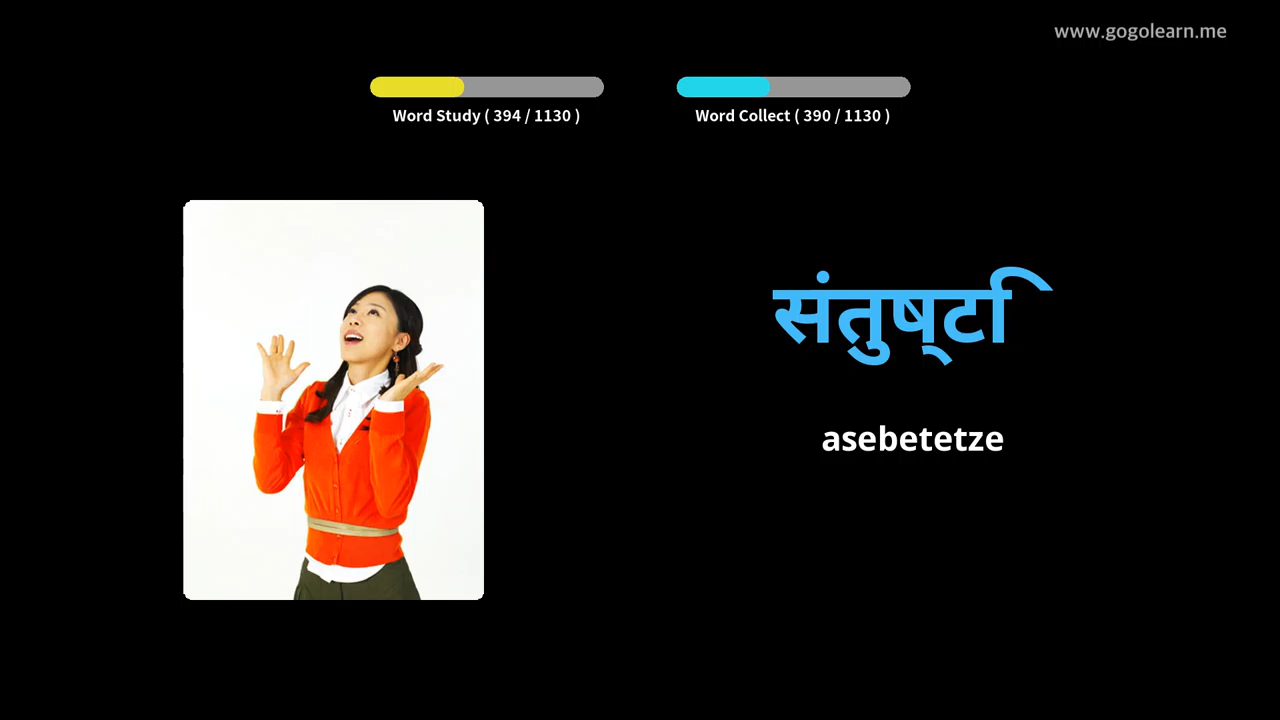 www.gogolearn.me
Word Study ( 394 / 1130 )
Word Collect ( 390 / 1130 )
संतुष्टि
asebetetze